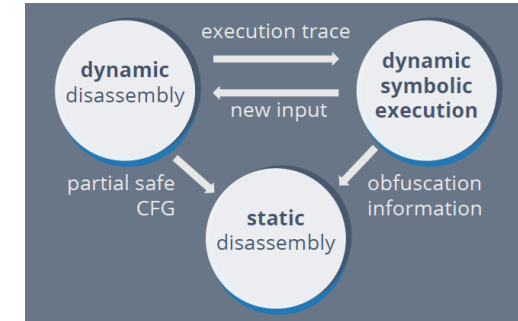 execution trace
dynamic
disassembly
dynamic
symbolic
execution
new input
partial safe
CFG
obfuscation
information
static
disassembly